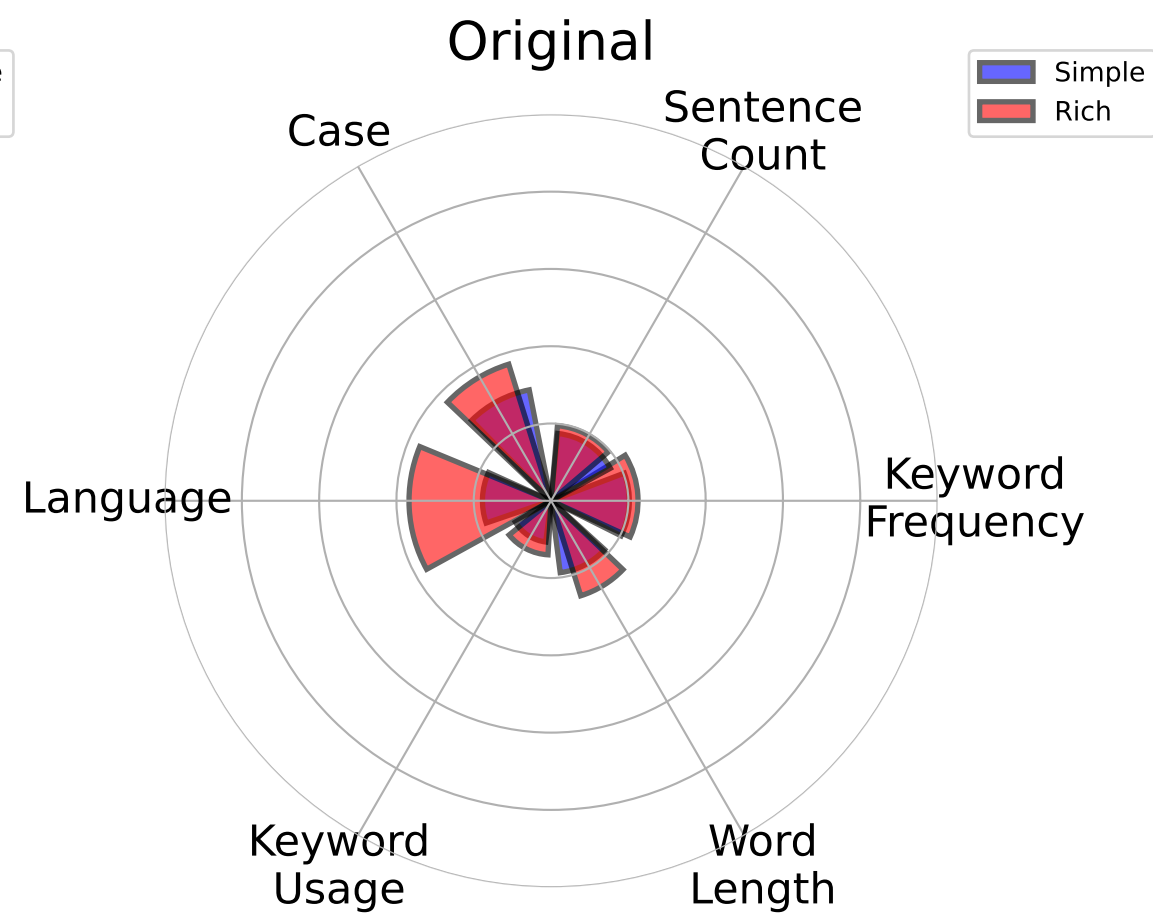 Original
Simple
Rich
Sentence
Count
Case
Keyword
Frequency
Language
Keyword
Usage
Word
Length